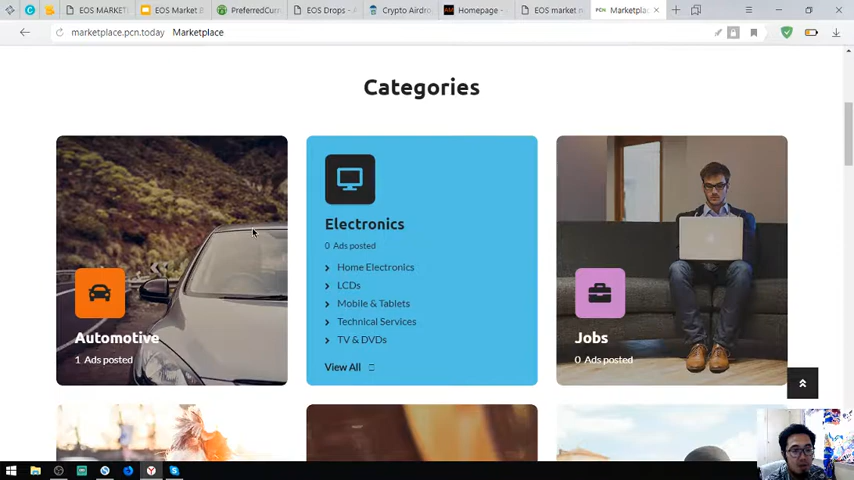 EOS MARKET
EOS Market B
PreferredCurr
EOS Drops - A
Crypto Airdro
AM
Homepage -
EOS market n
PCN
Marketplac
marketplace.pcn.today
Marketplace
Categories
Automotive
1 Ads posted
Electronics
0 Ads posted
Home Electronics
LCDs
Mobile & Tablets
Technical Services
TV & DVDs
View All
Jobs
0 Ads posted